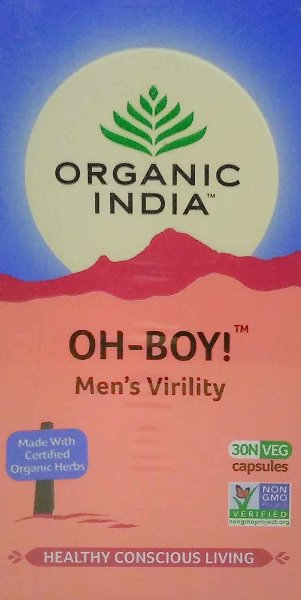 ORGANIC
INDIA™
OH-BOY!™
Men's Virility
Made With
Certified
Organic Herbs
30N VEG
capsules
NON
GMO
VERIFIED
nongmoproject.org
HEALTHY CONSCIOUS LIVING